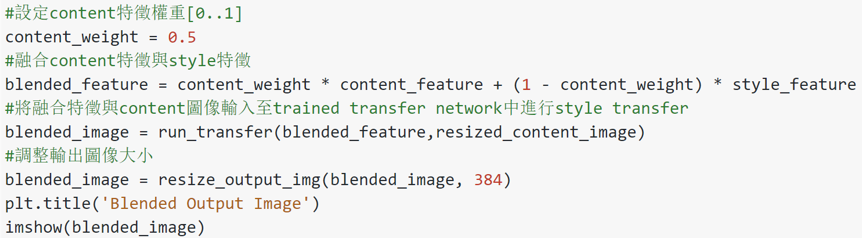 #設定content特徵權重[0..1]
content_weight = 0.5
#融合content特徵與style特徵
blended_feature = content_weight * content_feature + (1 - content_weight) * style_feature
#將融合特徵與content圖像輸入至trained transfer network中進行style transfer
blended_image = run_transfer(blended_feature,resized_content_image)
#調整輸出圖像大小
blended_image = resize_output_img(blended_image, 384)
plt.title('Blended Output Image')
imshow(blended_image)